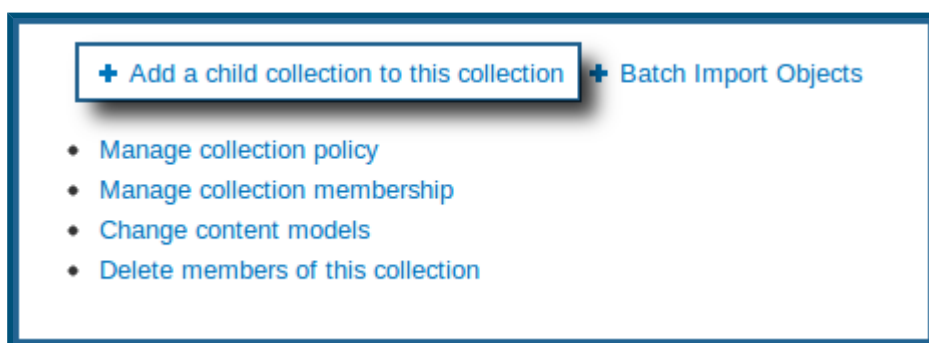 + Add a child collection to this collection + Batch Import Objects
• Manage collection policy
• Manage collection membership
• Change content models
• Delete members of this collection